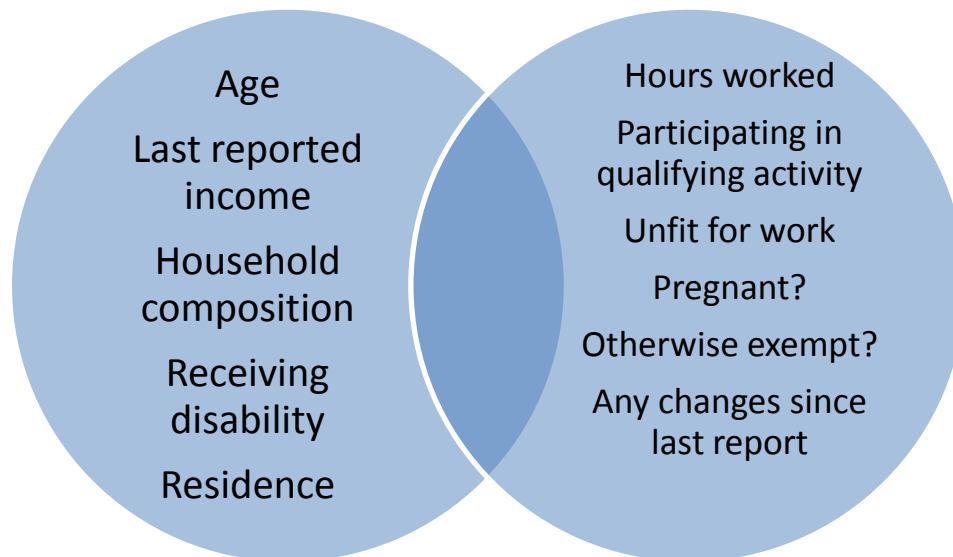 Age
Last reported
income
Household
composition
Receiving
disability
Residence
Hours worked
Participating in
qualifying activity
Unfit for work
Pregnant?
Otherwise exempt?
Any changes since
last report